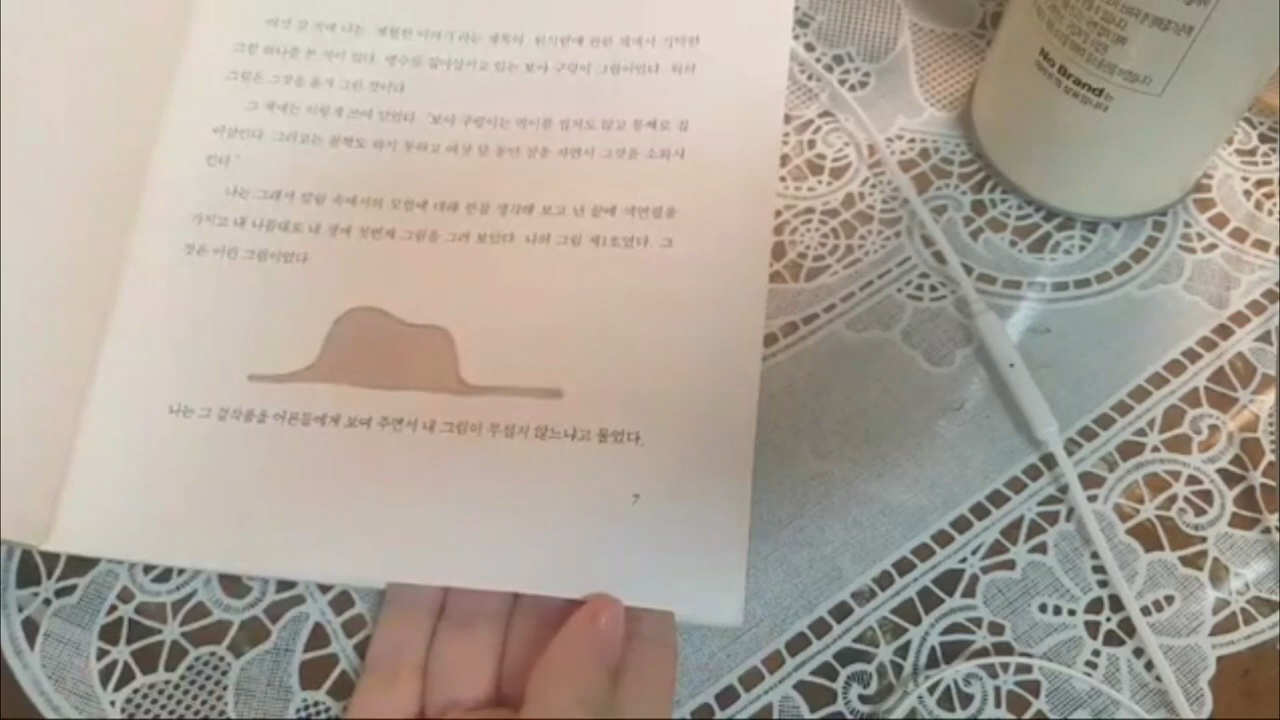 여섯 살 적에 나는 "체험한 이야기"라는 제목의, 원시림에 관한 책에서 기막힌
그림 하나를 본 적이 있다. 맹수를 집어삼키고 있는 보아 구렁이 그림이었다. 위의
그림은 그것을 옮겨 그린 것이다.
그 책에는 이렇게 쓰여 있었다. "보아 구렁이는 먹이를 씹지도 않고 통째로 집
어삼킨다. 그리고는 꼼짝도 하지 못하고 여섯 달 동안 잠을 자면서 그것을 소화시
킨다."
나는 그래서 밀림 속에서의 모험에 대해 한참 생각해 보고 난 끝에 색연필을
가지고 내 나름대로 내 생애 첫번째 그림을 그려 보았다. 나의 그림 제1호였다. 그
것은 이런 그림이었다.
나는 그 걸작품을 어른들에게 보여 주면서 내 그림이 무섭지 않느냐고 물었다.
7
No Brand는